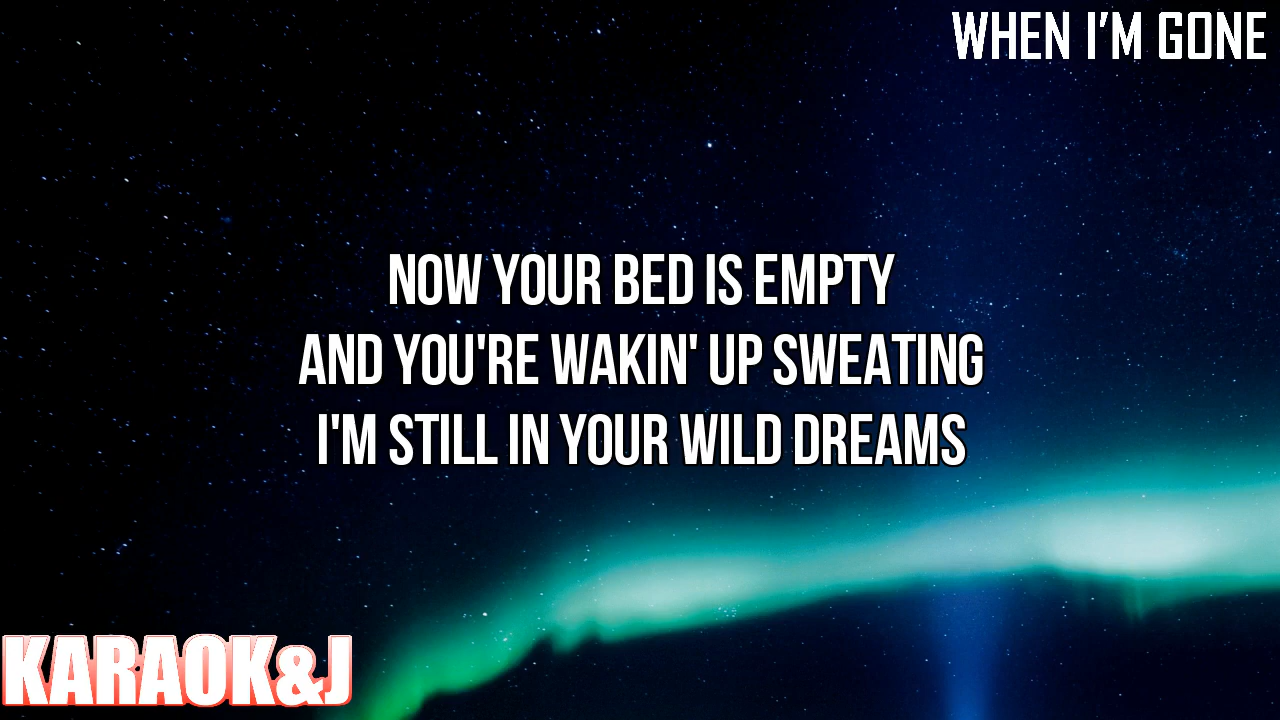 WHEN I'M GONE
NOW YOUR BED IS EMPTY
AND YOU'RE WAKIN' UP SWEATING
I'M STILL IN YOUR WILD DREAMS
KARAOK&J